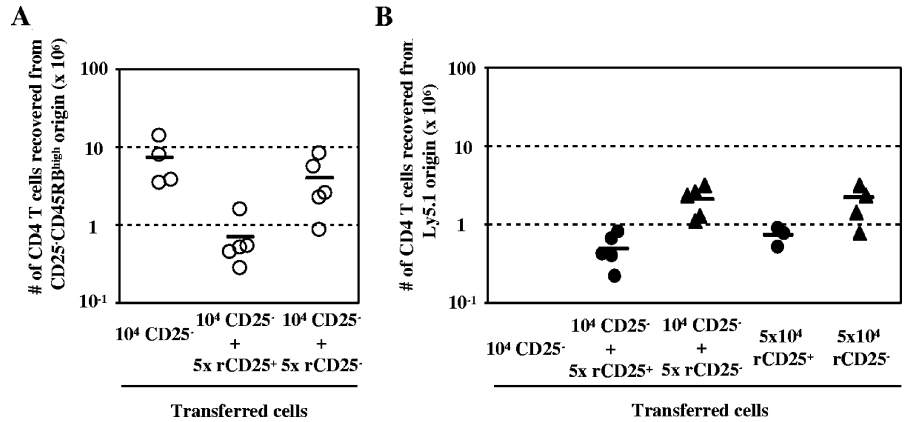 A
# of CD4 T cells recovered from
CD25-CD45RBhigh origin (x 10⁶)
100
10
1
10⁻¹
10⁴ CD25⁻
10⁴ CD25⁻
+
5x rCD25⁺
10⁴ CD25⁻
+
5x rCD25⁻
Transferred cells
B
# of CD4 T cells recovered from
Ly5.1 origin (x 10⁶)
100
10
1
10⁻¹
10⁴ CD25⁻
10⁴ CD25⁻
+
5x rCD25⁺
10⁴ CD25⁻
+
5x rCD25⁻
5x10⁴
rCD25⁺
5x10⁴
rCD25⁻
Transferred cells